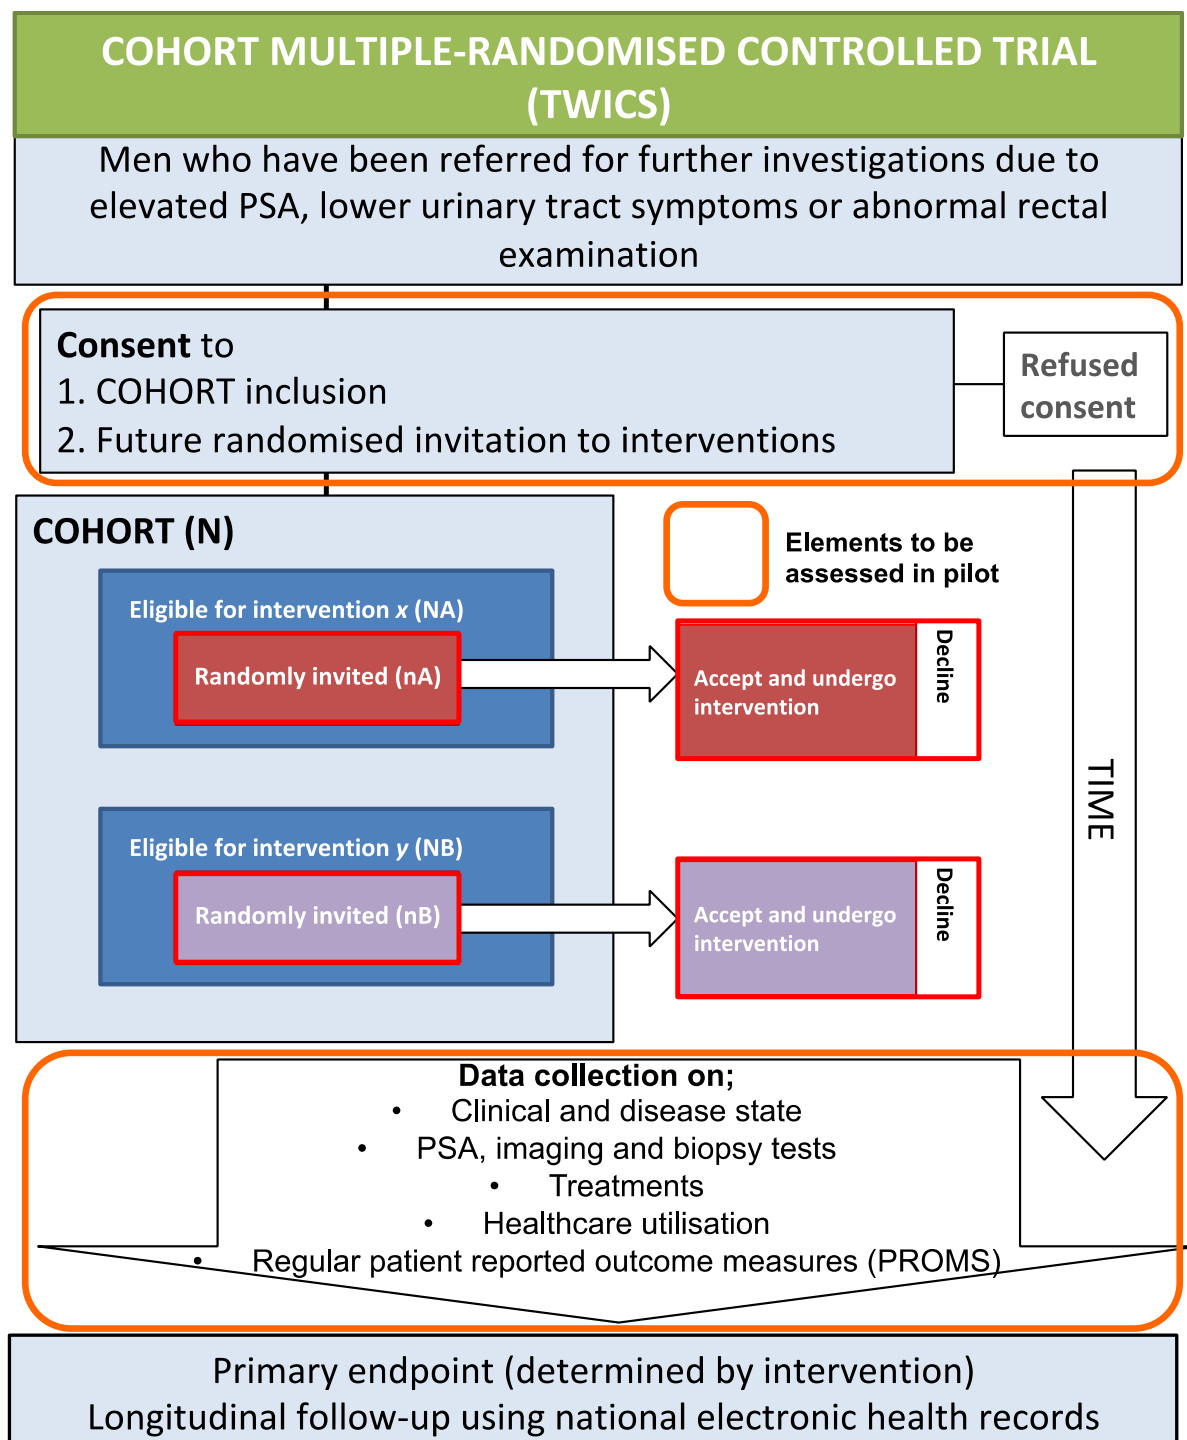 COHORT MULTIPLE-RANDOMISED CONTROLLED TRIAL
(TWICS)
Men who have been referred for further investigations due to
elevated PSA, lower urinary tract symptoms or abnormal rectal
examination
Consent to
1. COHORT inclusion
2. Future randomised invitation to interventions
Refused
consent
COHORT (N)
Elements to be
assessed in pilot
Eligible for intervention x (NA)
Randomly invited (nA)
Accept and undergo
intervention
Decline
TIME
Eligible for intervention y (NB)
Randomly invited (nB)
Accept and undergo
intervention
Decline
Data collection on;
• Clinical and disease state
• PSA, imaging and biopsy tests
• Treatments
• Healthcare utilisation
• Regular patient reported outcome measures (PROMS)
Primary endpoint (determined by intervention)
Longitudinal follow-up using national electronic health records